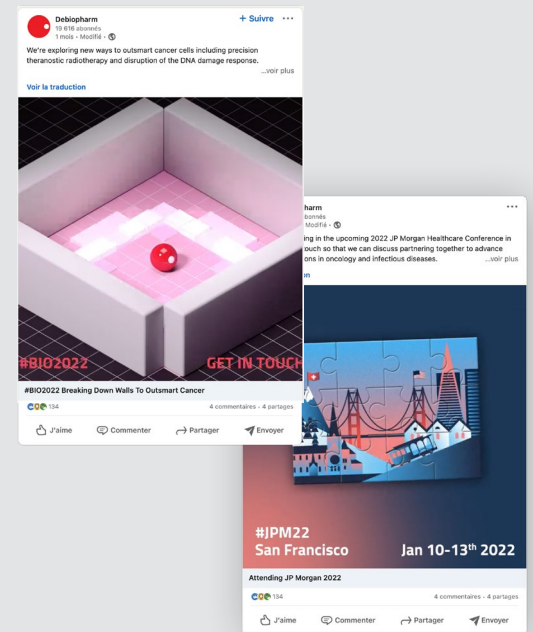 Debiopharm
+ Suivre
19 616 abonnés
1 mois • Modifié •
We're exploring new ways to outsmart cancer cells including precision
theranostic radiotherapy and disruption of the DNA damage response.
...voir plus
Voir la traduction
#BIO2022
GET IN TOUCH
#BIO2022 Breaking Down Walls To Outsmart Cancer
134
4 commentaires • 4 partages
J'aime
Commenter
Partager
Envoyer
harm
bonnés
Modifié •
ing in the upcoming 2022 JP Morgan Healthcare Conference in
ouch so that we can discuss partnering together to advance
ons in oncology and infectious diseases.
...voir plus
on
#JPM22
San Francisco
Jan 10-13th 2022
Attending JP Morgan 2022
134
4 commentaires • 4 partages
J'aime
Commenter
Partager
Envoyer